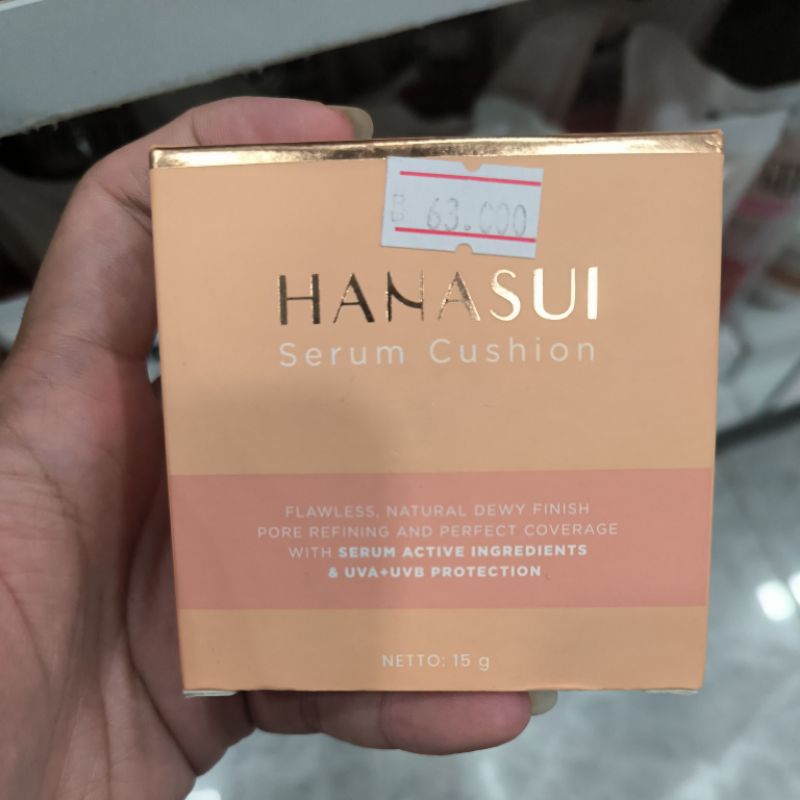 RP 63.000
HANASUI
Serum Cushion
FLAWLESS, NATURAL DEWY FINISH
PORE REFINING AND PERFECT COVERAGE
WITH SERUM ACTIVE INGREDIENTS
& UVA+UVB PROTECTION
NETTO: 15 g